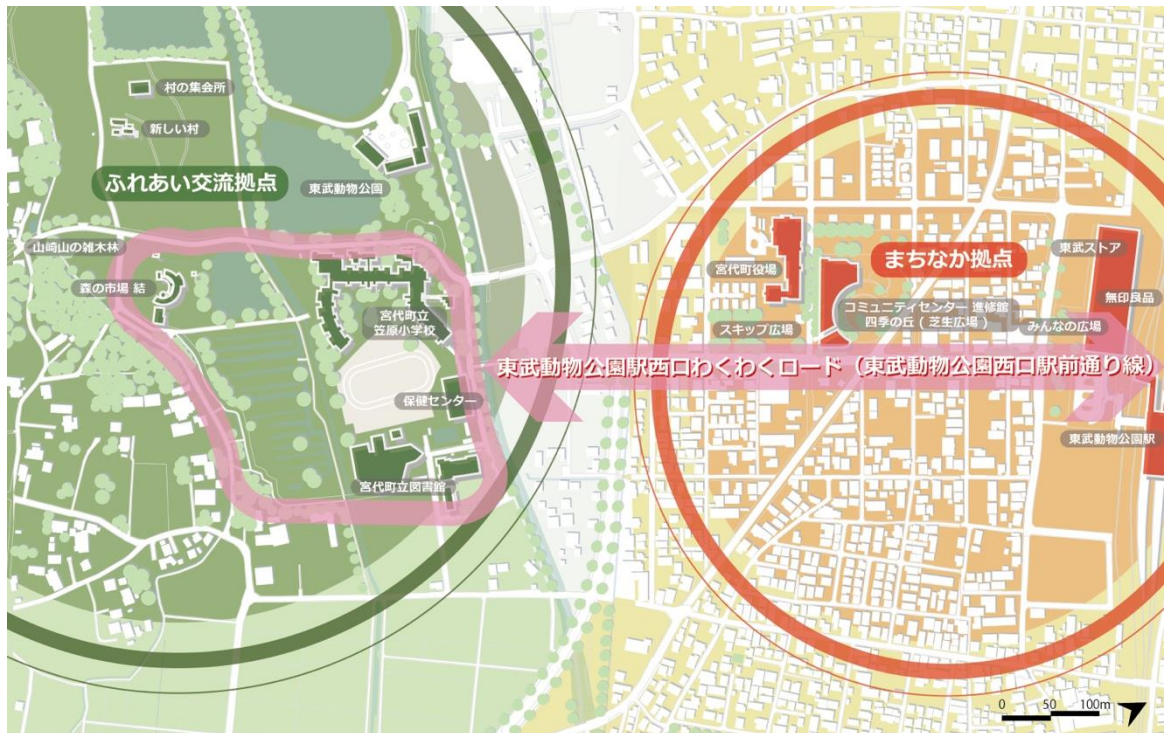 村の集会所
新しい村
ふれあい交流拠点
東武動物公園
山崎山の雑木林
森の市場 結
宮代町立
笠原小学校
保健センター
宮代町立図書館
東武動物公園駅西口わくわくロード（東武動物公園西口駅前通り線）
まちなか拠点
宮代町役場
スキップ広場
コミュニティセンター 進修館
四季の丘 ( 芝生広場 )
東武ストア
無印良品
みんなの広場
東武動物公園駅
0 50 100m